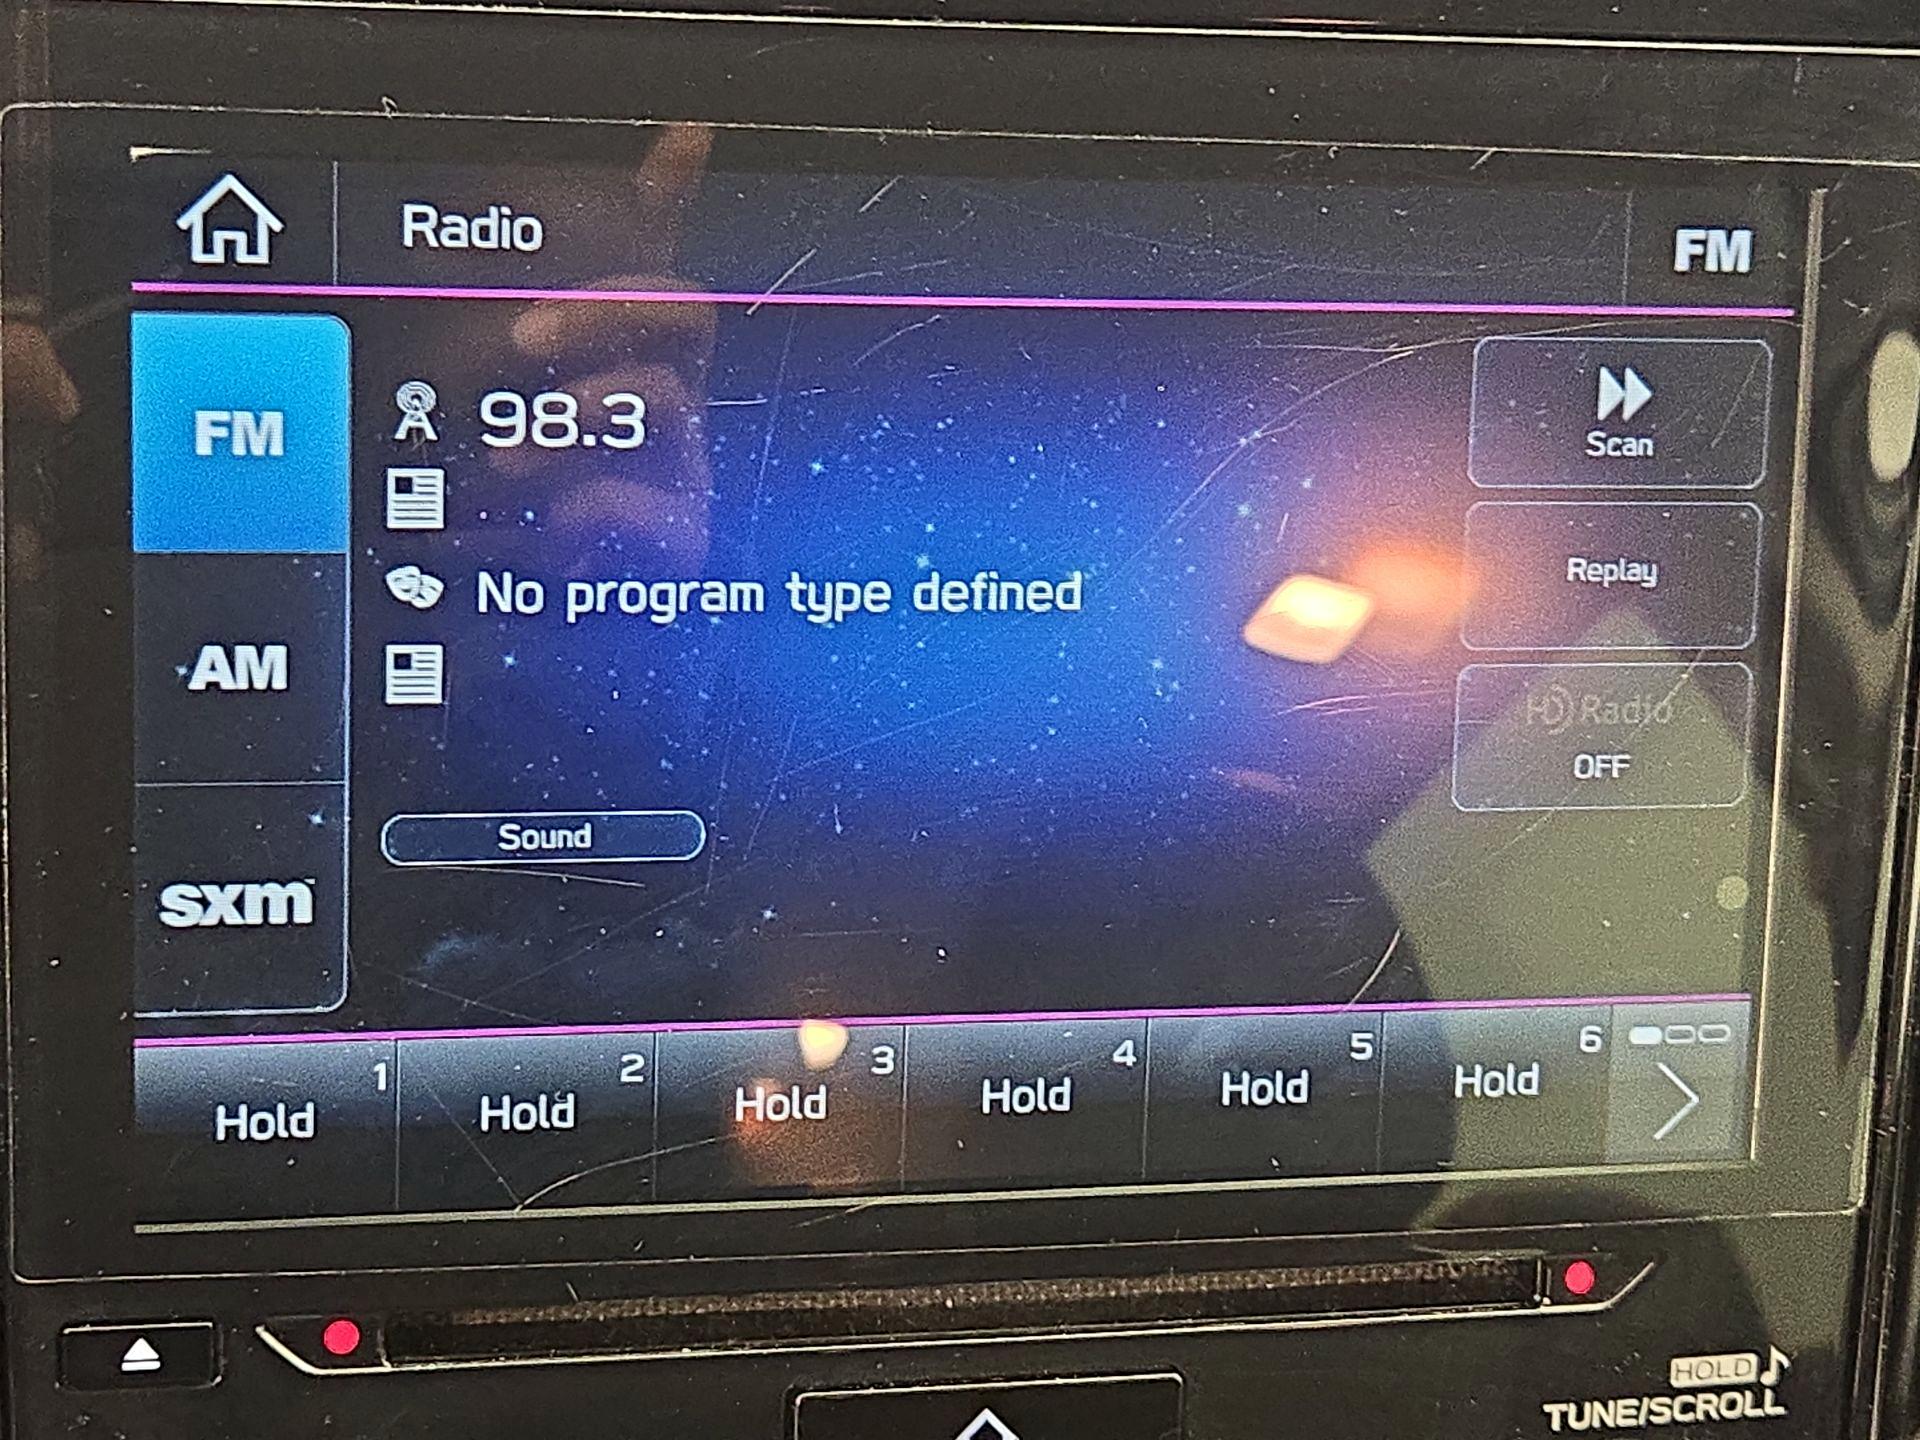 Radio
FM
FM
AM
sxm
98.3
No program type defined
Sound
Scan
Replay
HD Radio
OFF
1
Hold
2
Hold
3
Hold
4
Hold
5
Hold
6
Hold
HOLD
TUNE/SCROLL